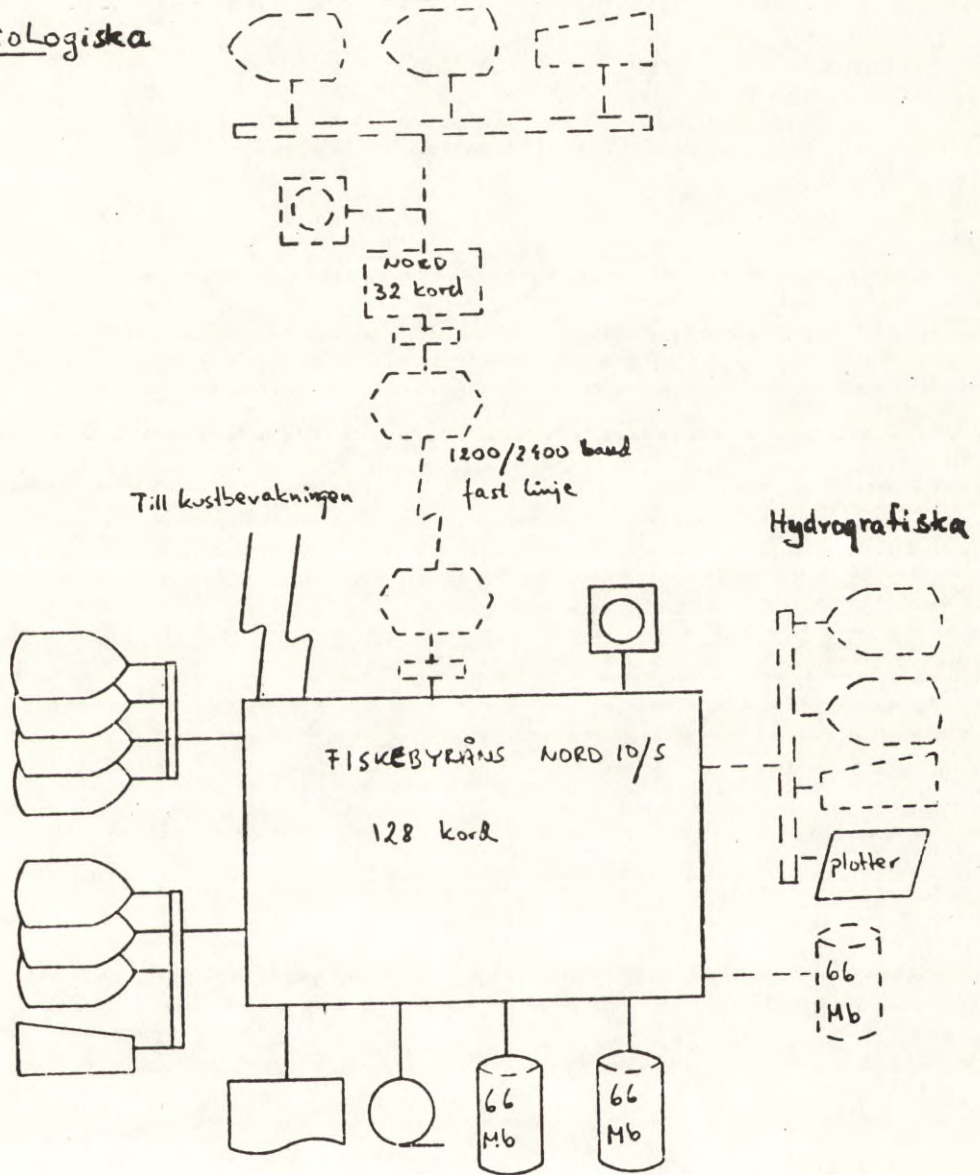 NORD
32 kord
1200/2400 baud
fast linje
Till kustbevakningen
Hydrografiska
FISKEBYRÅNS NORD 10/S
128 kord
plotter
66
Mb
66
Mb
66
Mb